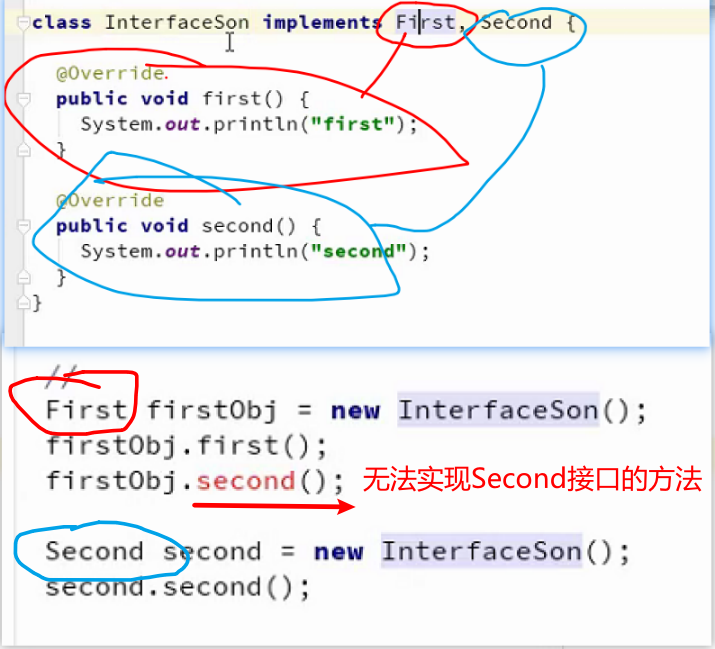 class InterfaceSon implements First, Second {
@Override
public void first() {
System.out.println("first");
}
@Override
public void second() {
System.out.println("second");
}
}
//
First firstObj = new InterfaceSon();
firstObj.first();
firstObj.second(); 无法实现Second接口的方法
Second second = new InterfaceSon();
second.second();